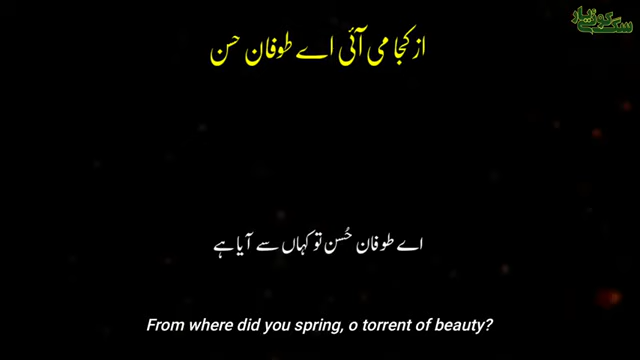 از کجا می آئی اے طوفان حسن
اے طوفان حُسن تو کہاں سے آیا ہے
From where did you spring, o torrent of beauty?